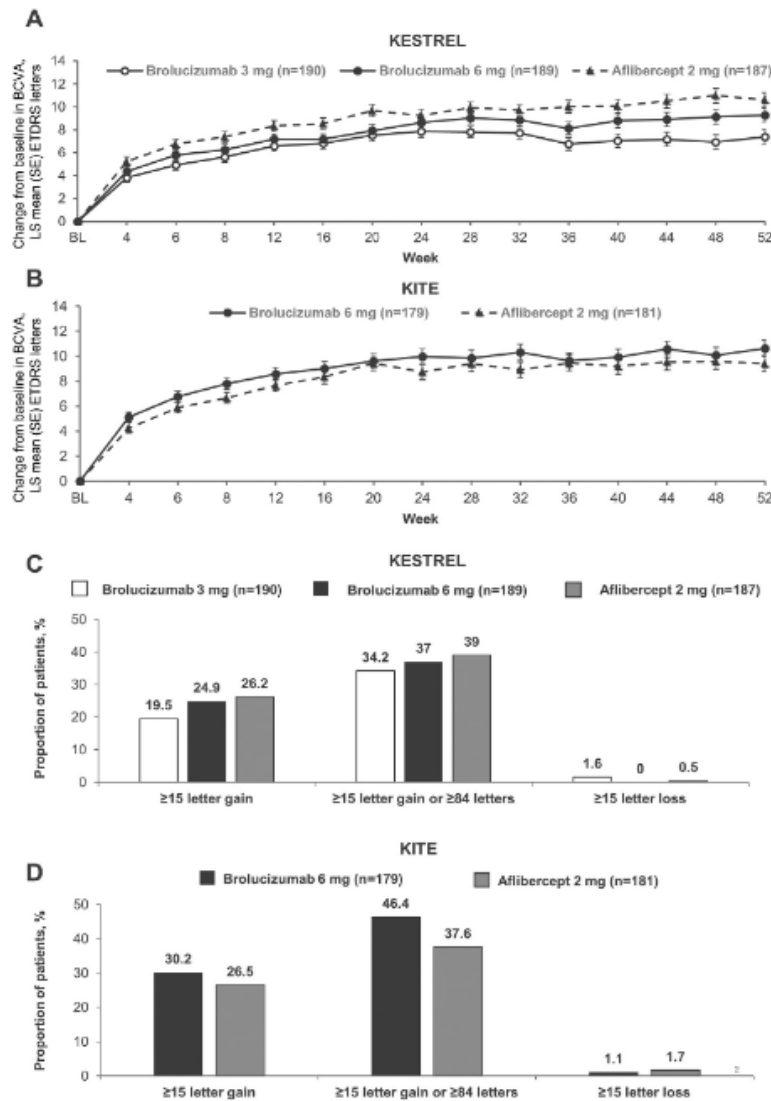 A
KESTREL
Brolucizumab 3 mg (n=190) Brolucizumab 6 mg (n=189) Aflibercept 2 mg (n=187)
Change from baseline in BCVA,
LS mean (SE) ETDRS letters
14
12
10
8
6
4
2
0
BL 4 6 8 12 16 20 24 28 32 36 40 44 48 52
Week
B
KITE
Brolucizumab 6 mg (n=179) Aflibercept 2 mg (n=181)
Change from baseline in BCVA,
LS mean (SE) ETDRS letters
14
12
10
8
6
4
2
0
BL 4 6 8 12 16 20 24 28 32 36 40 44 48 52
Week
C
KESTREL
Brolucizumab 3 mg (n=190) Brolucizumab 6 mg (n=189) Aflibercept 2 mg (n=187)
Proportion of patients, %
50
40
30
20
10
0
19.5 24.9 26.2 34.2 37 39 1.6 0 0.5
≥15 letter gain ≥15 letter gain or ≥84 letters ≥15 letter loss
KITE
D
Brolucizumab 6 mg (n=179) Aflibercept 2 mg (n=181)
Proportion of patients, %
50
40
30
20
10
0
30.2 26.5 46.4 37.6 1.1 1.7
≥15 letter gain ≥15 letter gain or ≥84 letters ≥15 letter loss